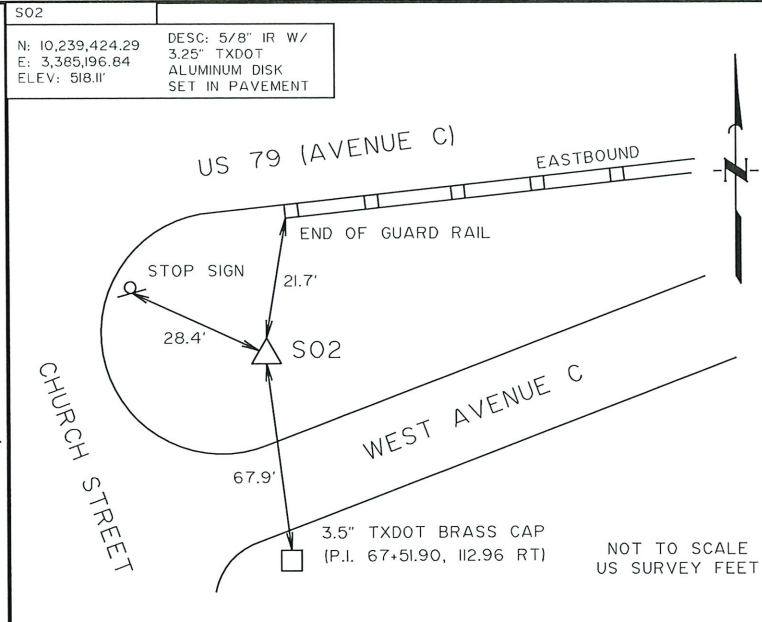 SO2
N: 10,239,424.29
E: 3,385,196.84
ELEV: 518.11'
DESC: 5/8" IR W/
3.25" TXDOT
ALUMINUM DISK
SET IN PAVEMENT
US 79 (AVENUE C)
EASTBOUND
N
END OF GUARD RAIL
STOP SIGN
21.7'
28.4'
SO2
CHURCH STREET
WEST AVENUE C
67.9'
3.5" TXDOT BRASS CAP
(P.I. 67+51.90, 112.96 RT)
NOT TO SCALE
US SURVEY FEET